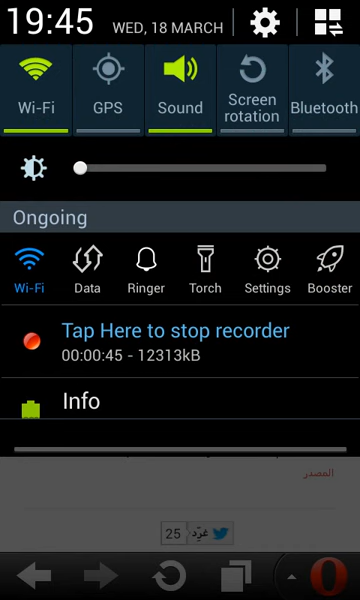 19:45 WED, 18 MARCH
Wi-Fi GPS Sound Screen rotation Bluetooth
Ongoing
Wi-Fi Data Ringer Torch Settings Booster
Tap Here to stop recorder
00:00:45 - 12313kB
Info
المصدر
25 غرّد